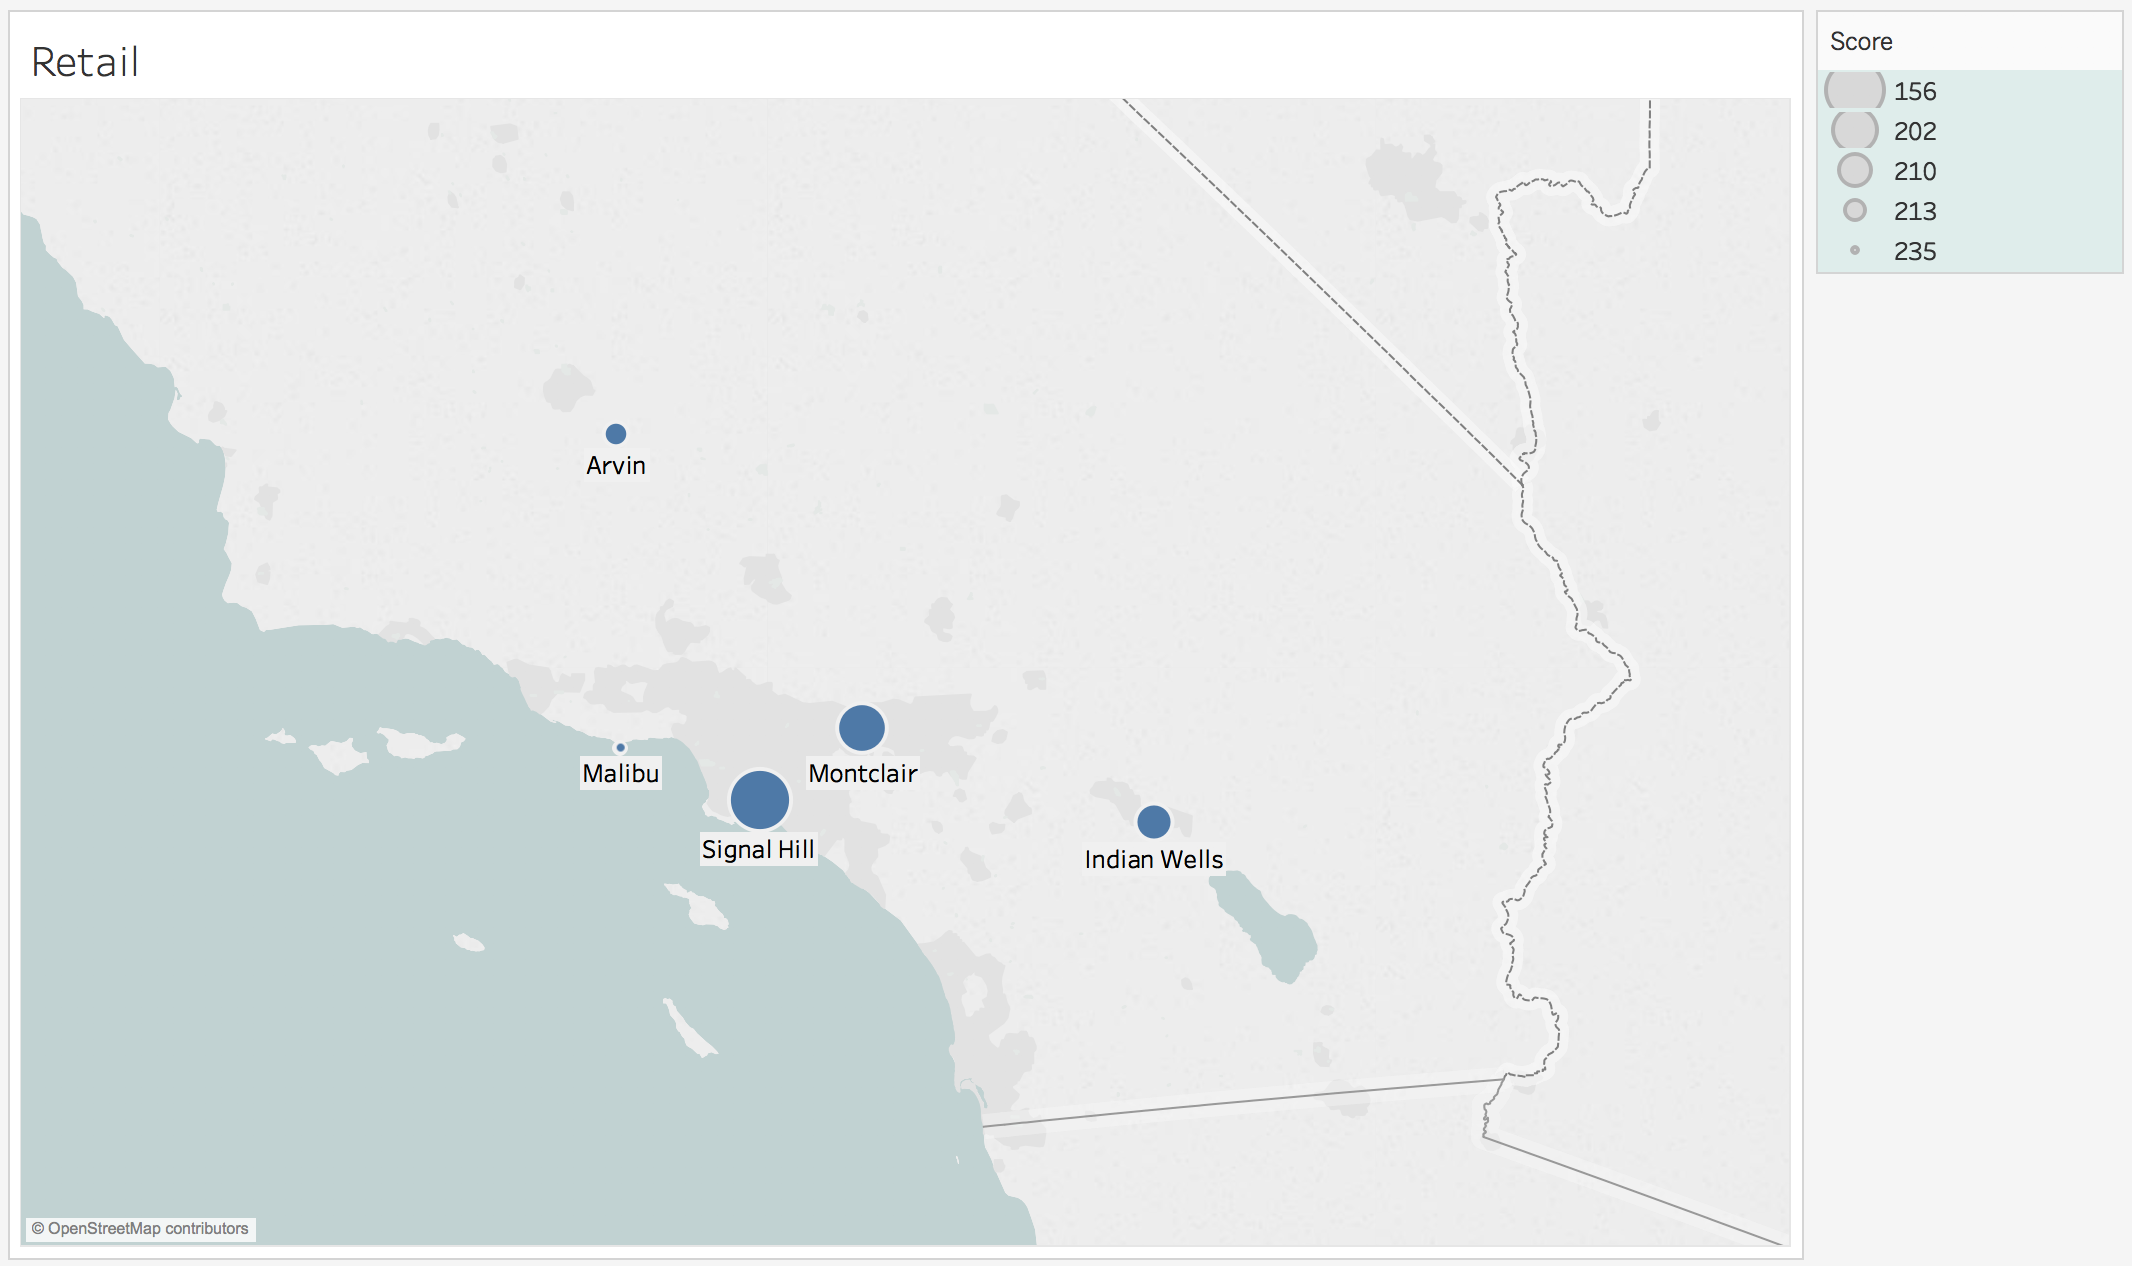 Retail
Score
156
202
210
213
235
Arvin
Malibu
Montclair
Signal Hill
Indian Wells
© OpenStreetMap contributors